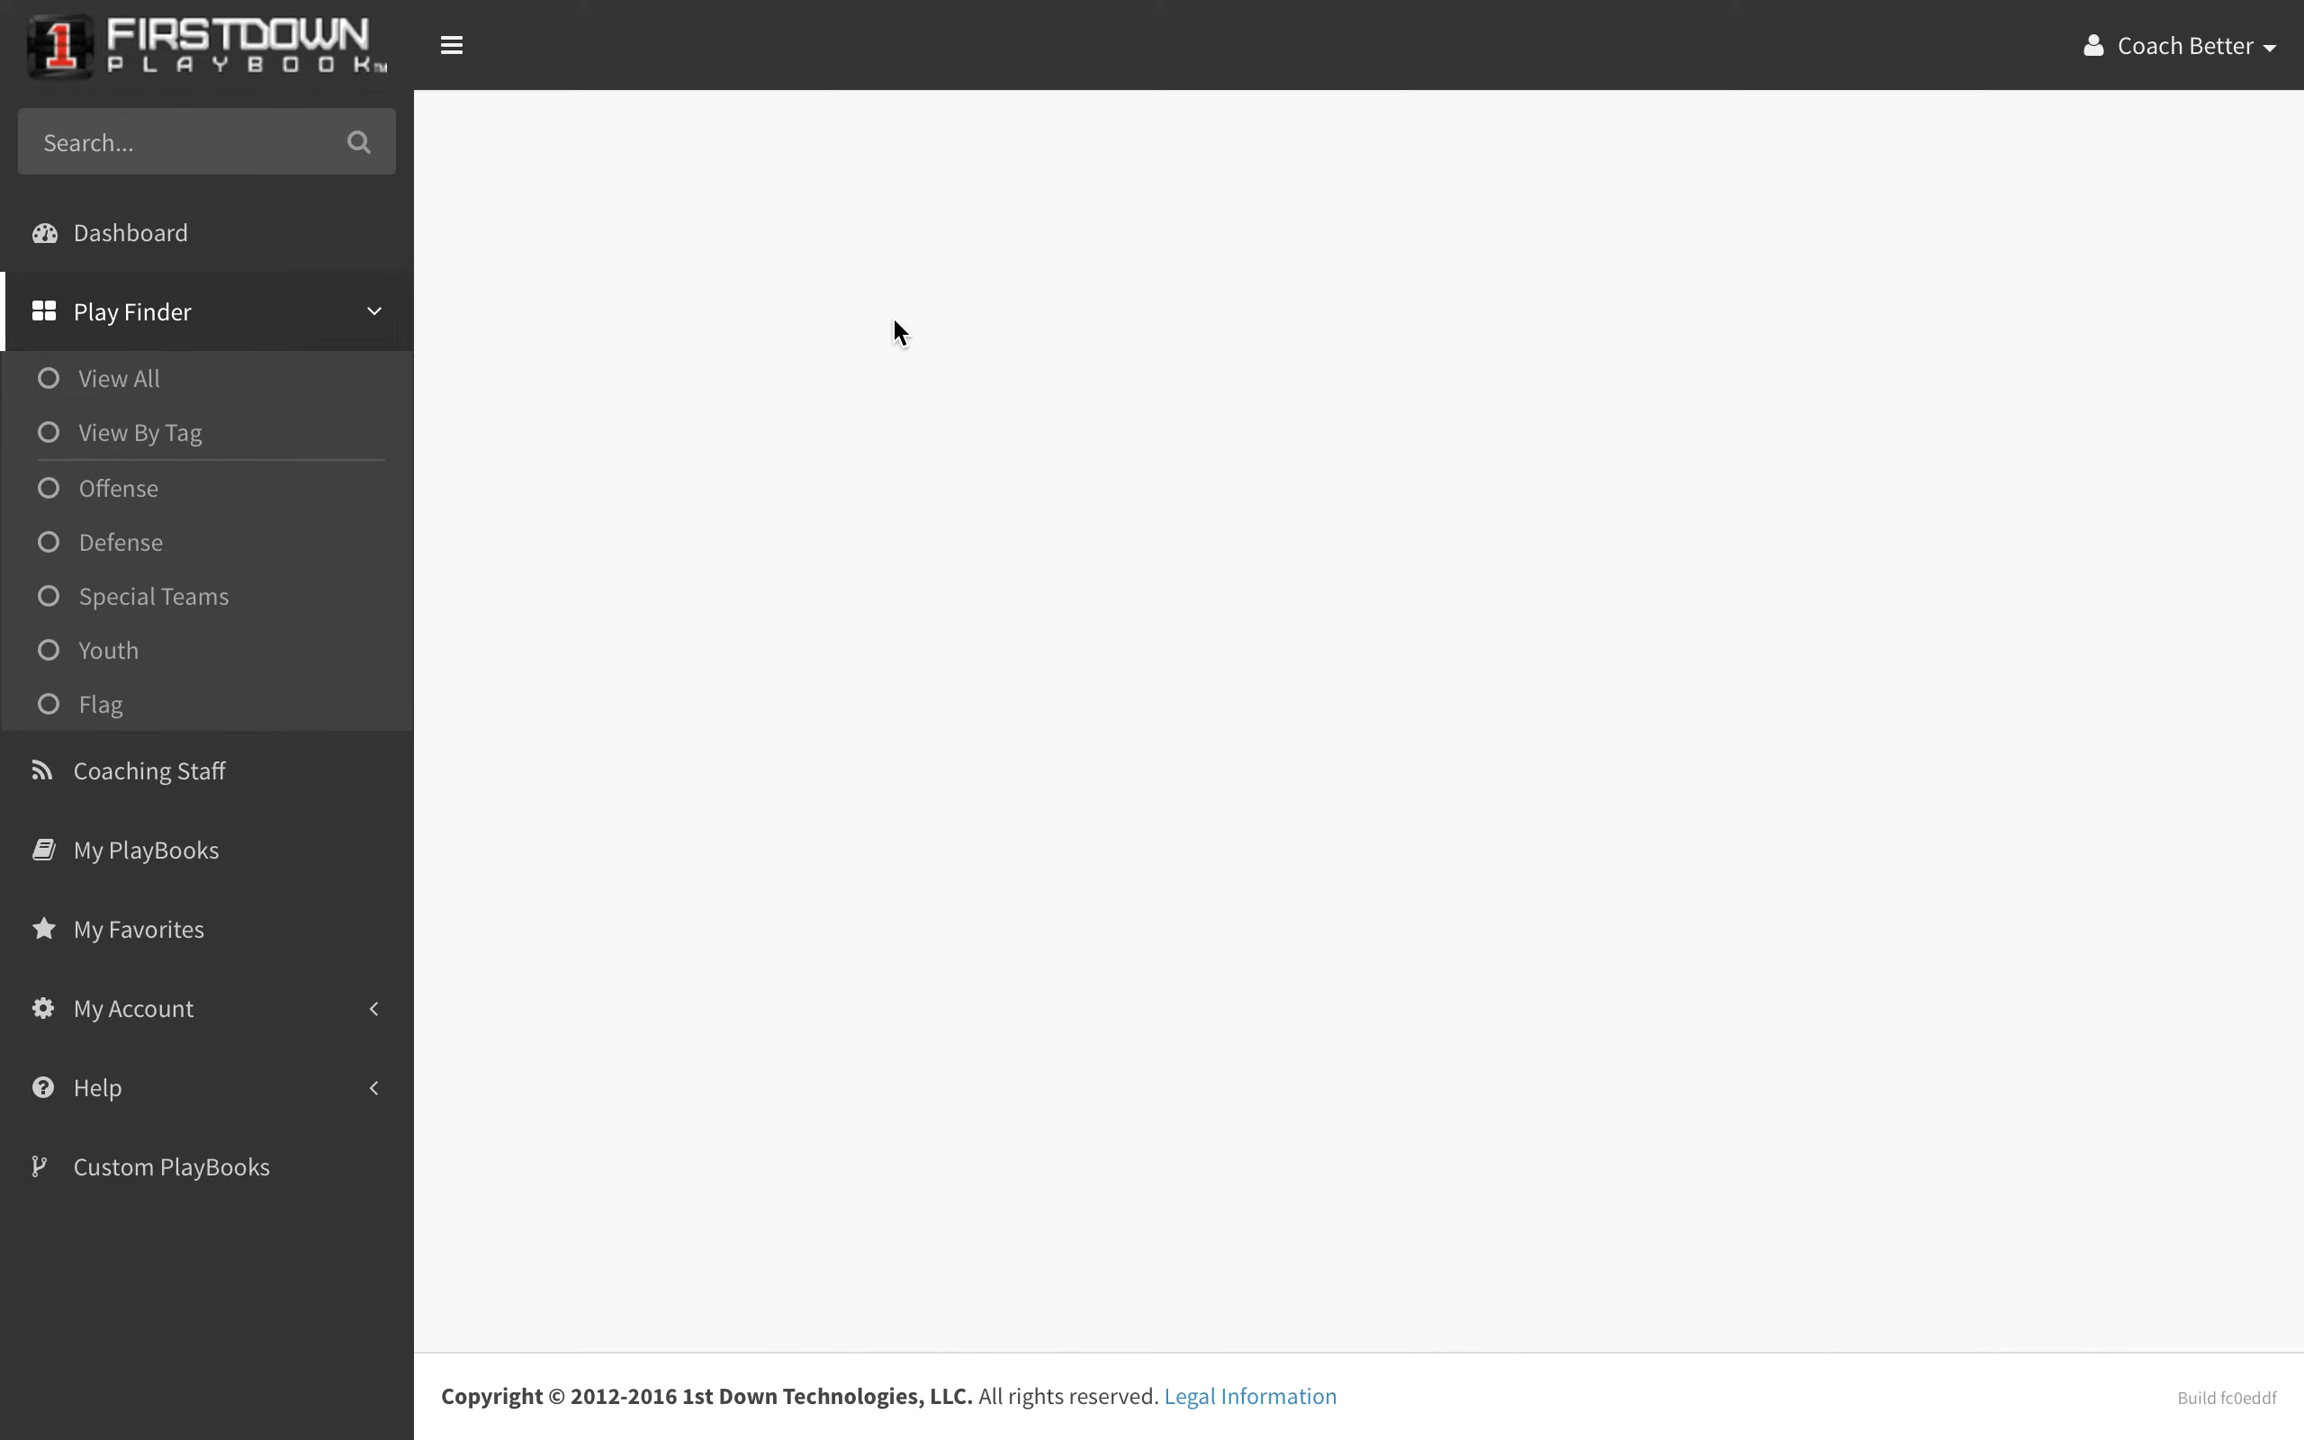 1 FIRSTDOWN
PLAYBOOK™
Coach Better
Search...
Dashboard
Play Finder
View All
View By Tag
Offense
Defense
Special Teams
Youth
Flag
Coaching Staff
My PlayBooks
My Favorites
My Account
Help
Custom PlayBooks
Copyright © 2012-2016 1st Down Technologies, LLC. All rights reserved. Legal Information
Build fc0eddf